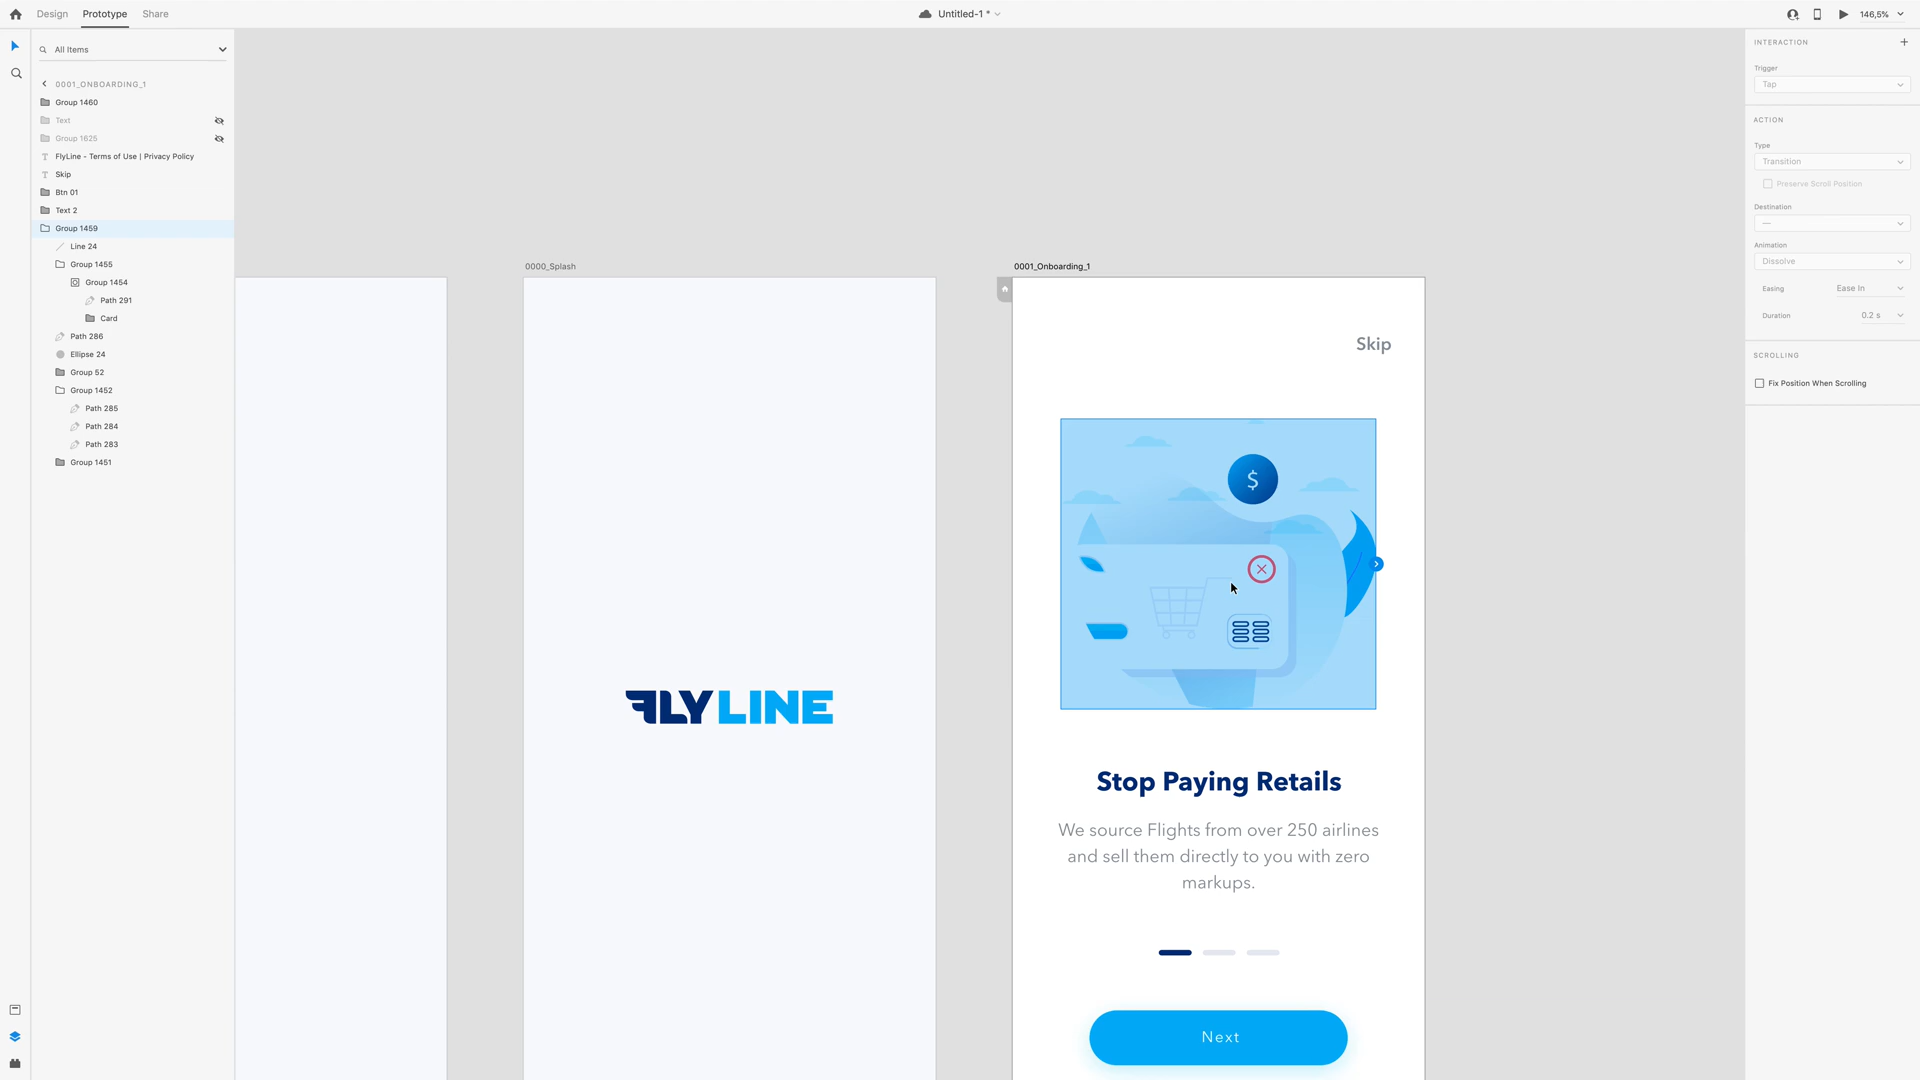 Design
Prototype
Share
Untitled-1 *
146,5%
All Items
0001_ONBOARDING_1
Group 1460
Text
Group 1625
FlyLine - Terms of Use | Privacy Policy
Skip
Btn 01
Text 2
Group 1459
Line 24
Group 1455
Group 1454
Path 291
Card
Path 286
Ellipse 24
Group 52
Group 1452
Path 285
Path 284
Path 283
Group 1451
0000_Splash
FLYLINE
0001_Onboarding_1
Skip
$
Stop Paying Retails
We source Flights from over 250 airlines
and sell them directly to you with zero
markups.
Next
INTERACTION
Trigger
Tap
ACTION
Type
Transition
Preserve Scroll Position
Destination
—
Animation
Dissolve
Easing
Ease In
Duration
0.2 s
SCROLLING
Fix Position When Scrolling